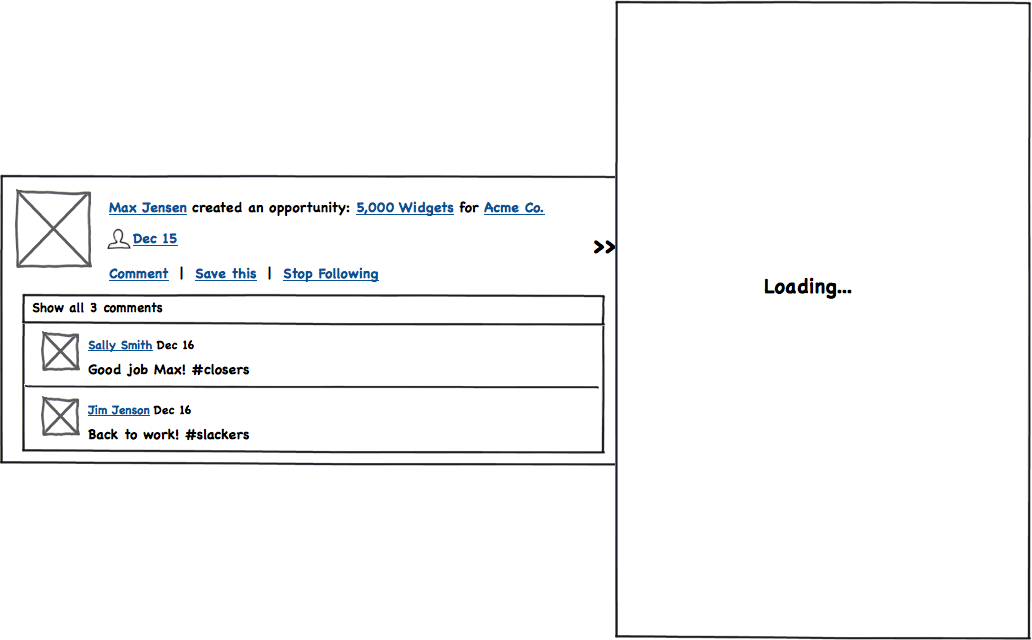 Max Jensen created an opportunity: 5,000 Widgets for Acme Co.
Dec 15
>>
Comment | Save this | Stop Following
Show all 3 comments
Sally Smith Dec 16
Good job Max! #closers
Jim Jenson Dec 16
Back to work! #slackers
Loading...